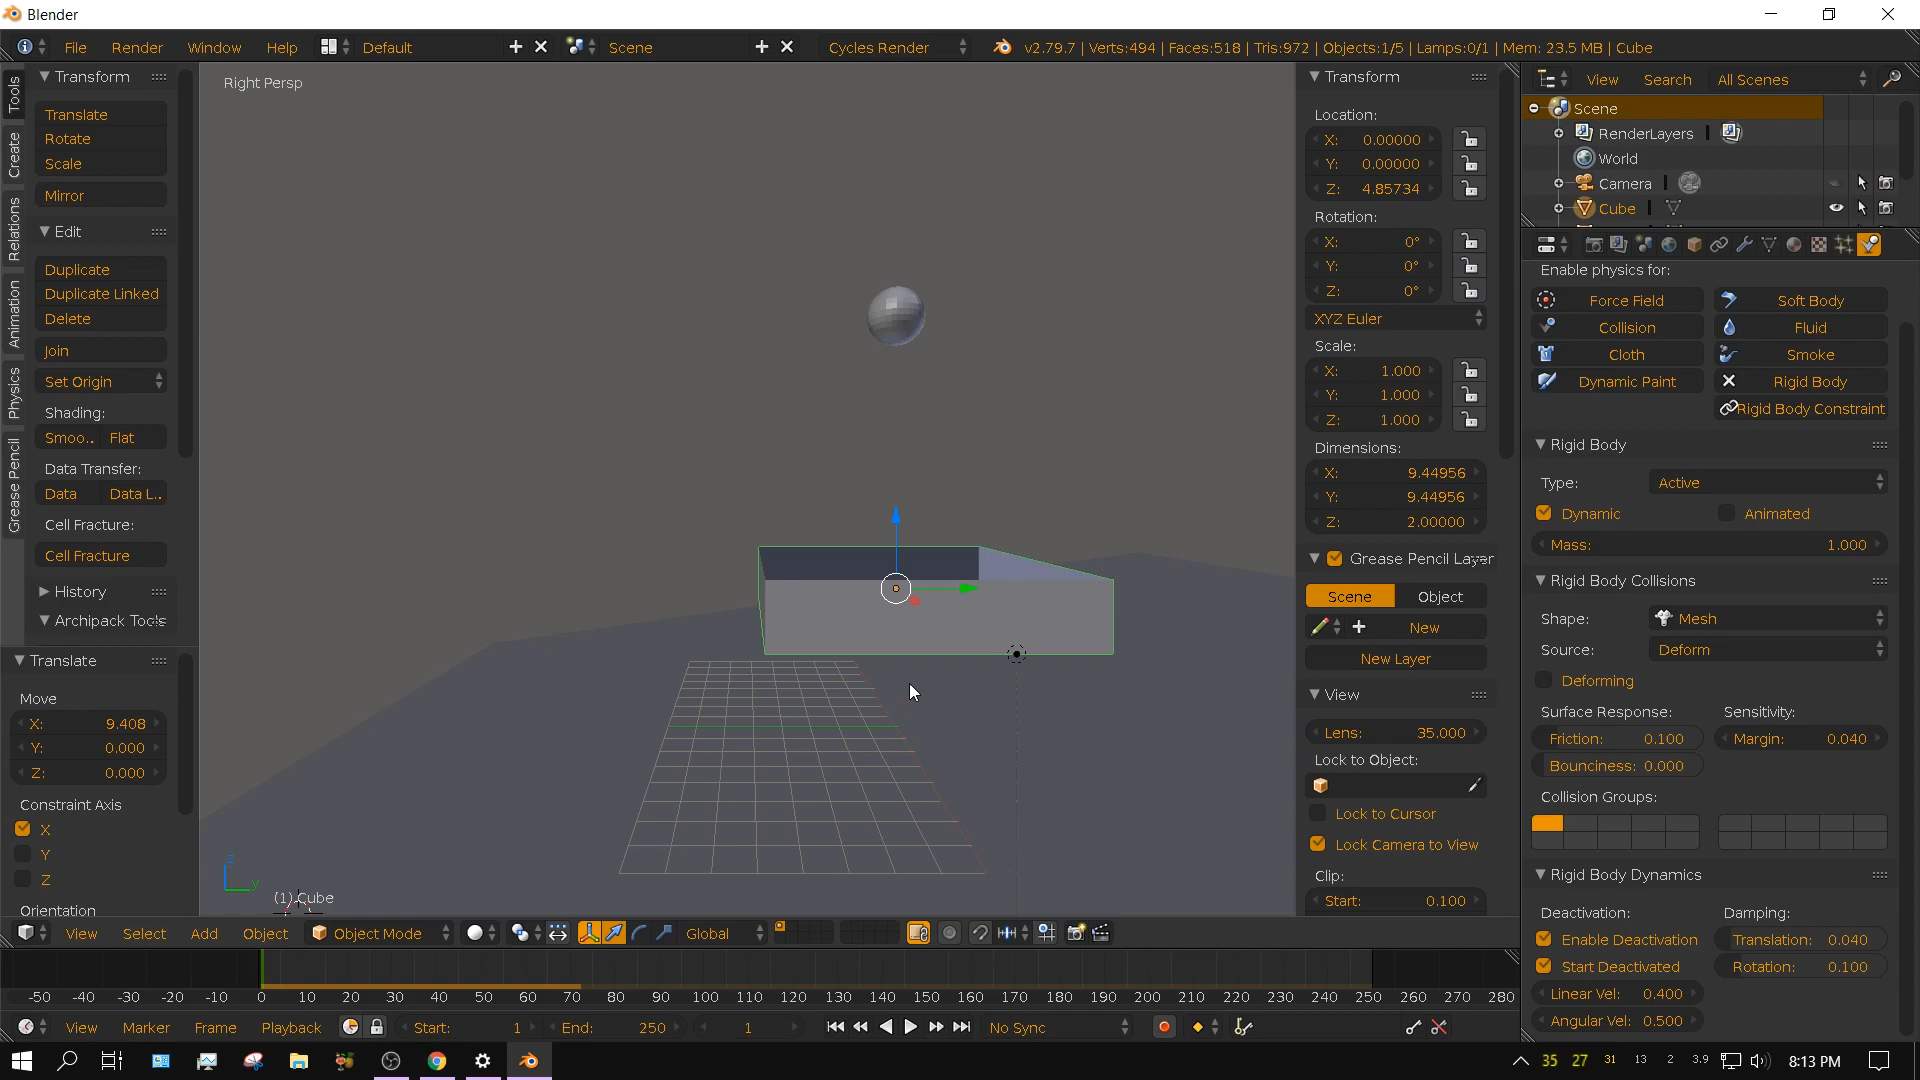 Blender
File Render Window Help Default Scene Cycles Render v2.79.7 | Verts:494 | Faces:518 | Tris:972 | Objects:1/5 | Lamps:0/1 | Mem: 23.5 MB | Cube
Tools
Create
Relations
Animation
Physics
Grease Pencil
Transform
Translate
Rotate
Scale
Mirror
Edit
Duplicate
Duplicate Linked
Delete
Join
Set Origin
Shading:
Smoo.. Flat
Data Transfer:
Data Data L..
Cell Fracture:
Cell Fracture
History
Archipack Tools
Translate
Move
X: 9.408
Y: 0.000
Z: 0.000
Constraint Axis
X
Y
Z
Orientation
Right Persp
z
y
(1) Cube
Transform
Location:
X: 0.00000
Y: 0.00000
Z: 4.85734
Rotation:
X: 0°
Y: 0°
Z: 0°
XYZ Euler
Scale:
X: 1.000
Y: 1.000
Z: 1.000
Dimensions:
X: 9.44956
Y: 9.44956
Z: 2.00000
Grease Pencil Layer
Scene Object
New
New Layer
View
Lens: 35.000
Lock to Object:
Lock to Cursor
Lock Camera to View
Clip:
Start: 0.100
View Search All Scenes
Scene
RenderLayers |
World
Camera |
Cube |
Enable physics for:
Force Field Soft Body
Collision Fluid
Cloth Smoke
Dynamic Paint Rigid Body
Rigid Body Constraint
Rigid Body
Type: Active
Dynamic Animated
Mass: 1.000
Rigid Body Collisions
Shape: Mesh
Source: Deform
Deforming
Surface Response: Sensitivity:
Friction: 0.100 Margin: 0.040
Bounciness: 0.000
Collision Groups:
Rigid Body Dynamics
Deactivation: Damping:
Enable Deactivation Translation: 0.040
Start Deactivated Rotation: 0.100
Linear Vel: 0.400
Angular Vel: 0.500
View Select Add Object Object Mode Global
-50 -40 -30 -20 -10 0 10 20 30 40 50 60 70 80 90 100 110 120 130 140 150 160 170 180 190 200 210 220 230 240 250 260 270 280
View Marker Frame Playback Start: 1 End: 250 1 No Sync
35 27 31 13 2 3.9 8:13 PM